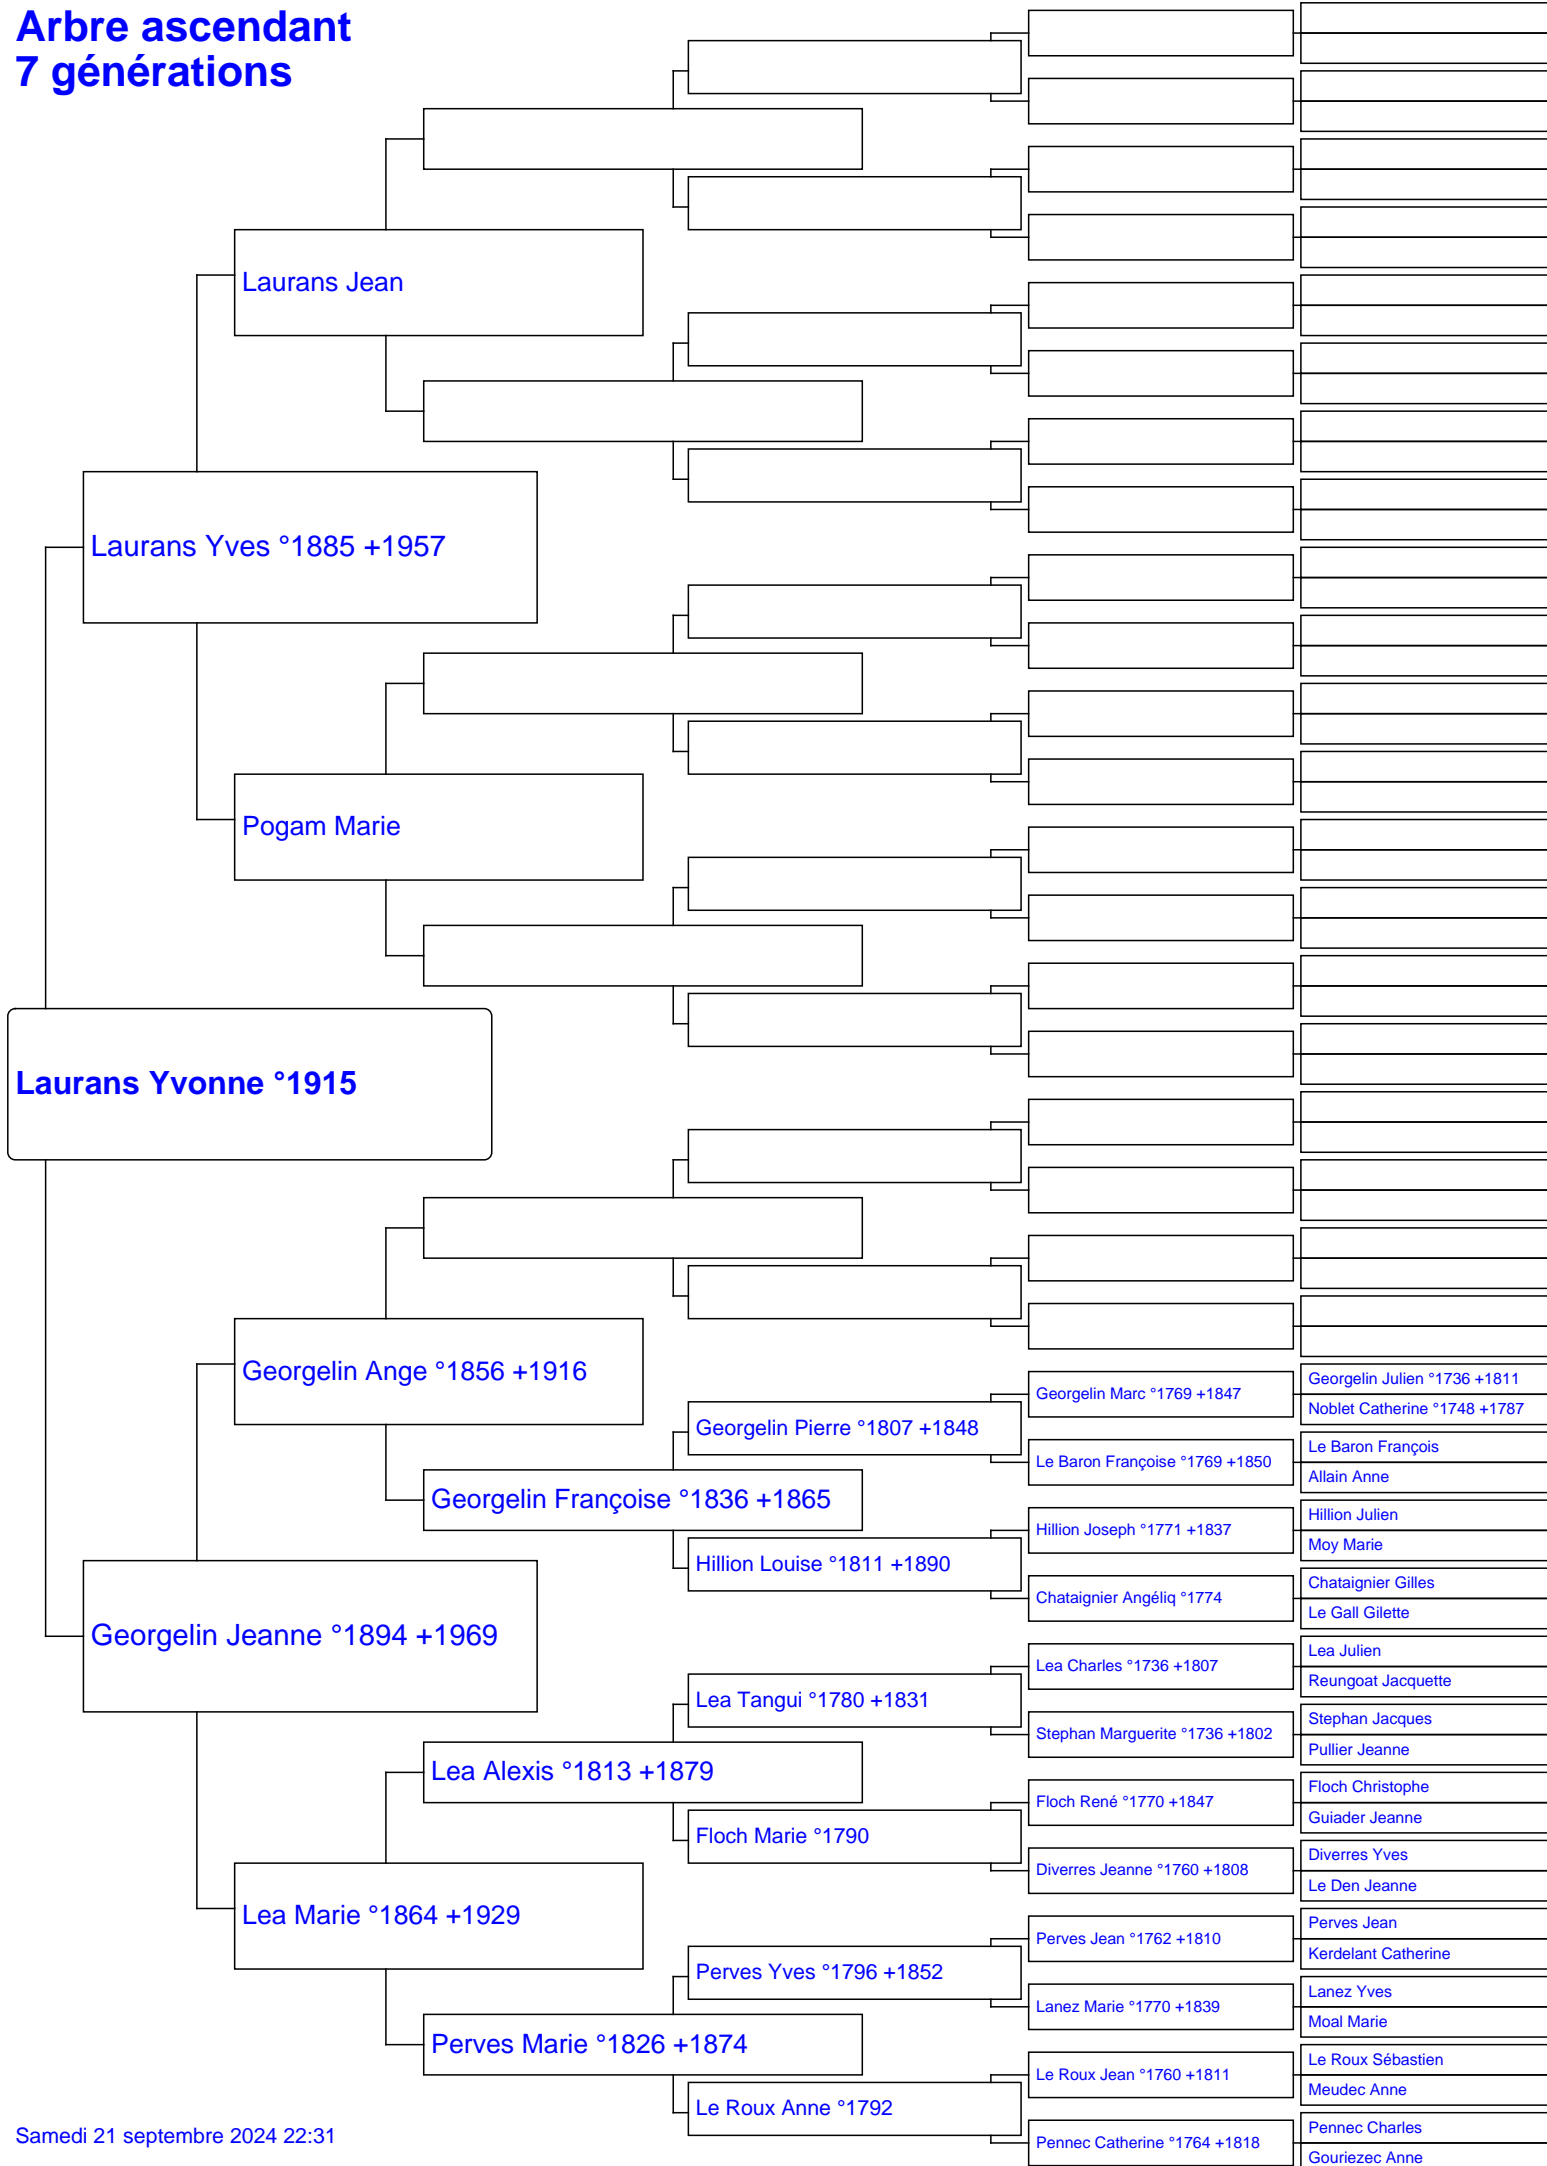 Arbre ascendant
7 générations
Laurans Jean
Laurans Yves °1885 +1957
Pogam Marie
Laurans Yvonne °1915
Georgelin Ange °1856 +1916
Georgelin Marc °1769 +1847
Georgelin Julien °1736 +1811
Noblet Catherine °1748 +1787
Georgelin Pierre °1807 +1848
Le Baron Françoise °1769 +1850
Le Baron François
Allain Anne
Georgelin Françoise °1836 +1865
Hillion Joseph °1771 +1837
Hillion Julien
Moy Marie
Hillion Louise °1811 +1890
Chataignier Angéliq °1774
Chataignier Gilles
Le Gall Gilette
Georgelin Jeanne °1894 +1969
Lea Charles °1736 +1807
Lea Julien
Reungoat Jacquette
Lea Tangui °1780 +1831
Stephan Marguerite °1736 +1802
Stephan Jacques
Pullier Jeanne
Lea Alexis °1813 +1879
Floch René °1770 +1847
Floch Christophe
Guiader Jeanne
Floch Marie °1790
Diverres Jeanne °1760 +1808
Diverres Yves
Le Den Jeanne
Lea Marie °1864 +1929
Perves Jean °1762 +1810
Perves Jean
Kerdelant Catherine
Perves Yves °1796 +1852
Lanez Marie °1770 +1839
Lanez Yves
Moal Marie
Perves Marie °1826 +1874
Le Roux Jean °1760 +1811
Le Roux Sébastien
Meudec Anne
Le Roux Anne °1792
Pennec Catherine °1764 +1818
Pennec Charles
Gouriezec Anne
Samedi 21 septembre 2024 22:31